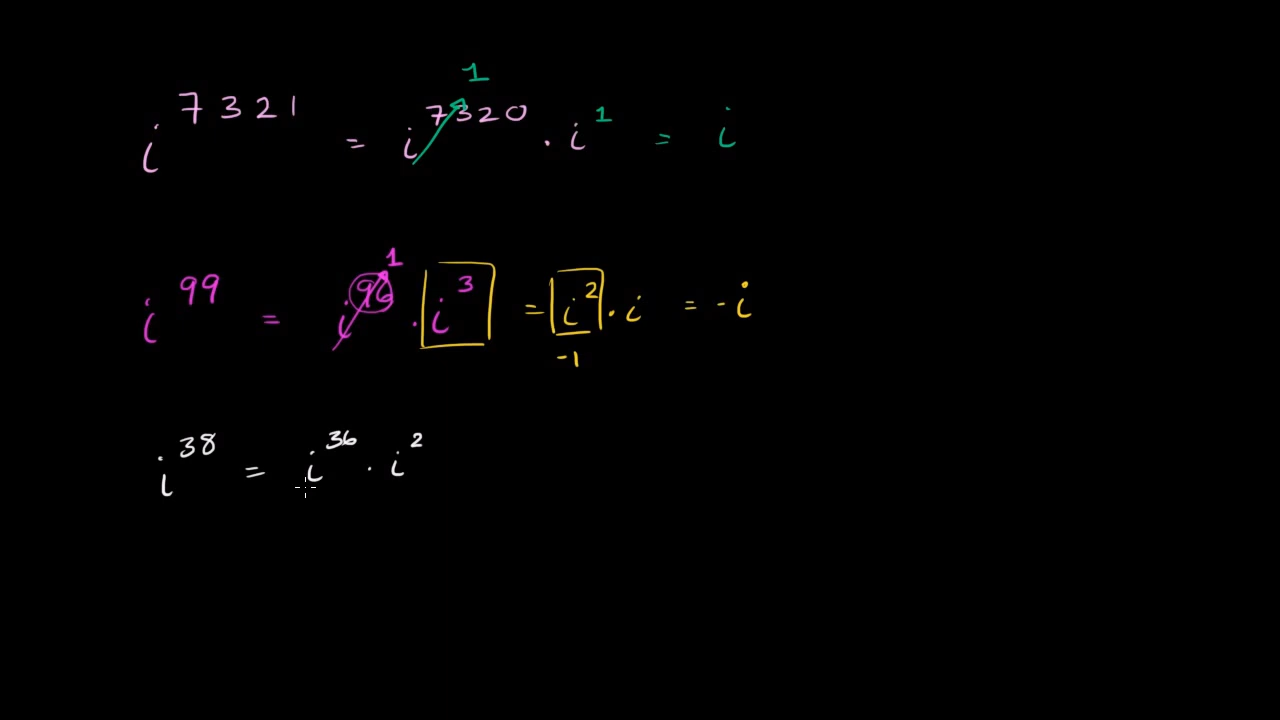 i^7321 = i^7320 · i^1 = i
1
i^99 = i^96 · i^3 = i^2 · i = -i
1
-1
i^38 = i^36 · i^2